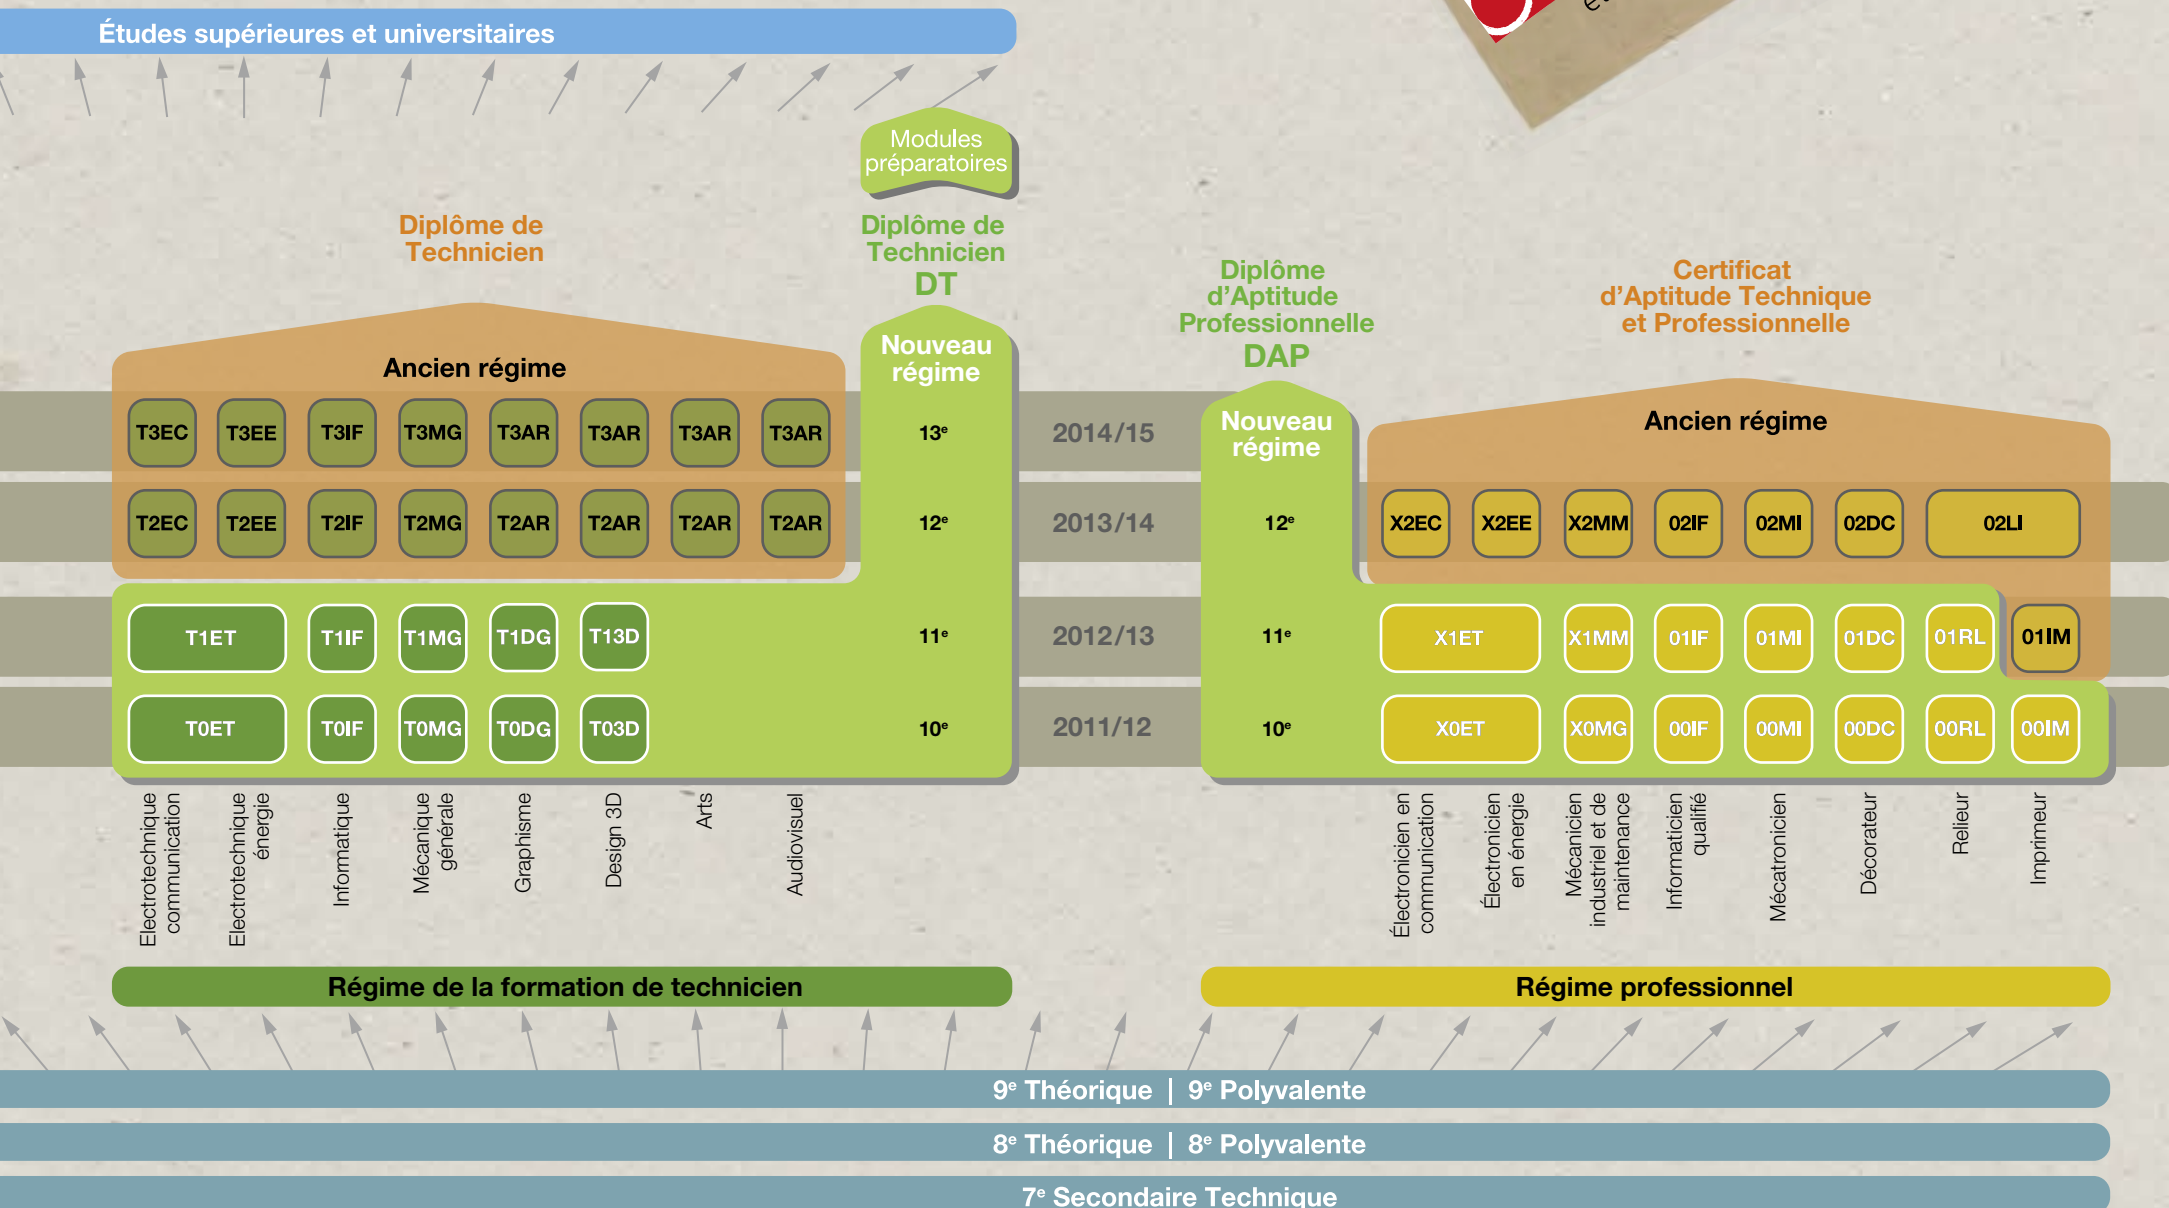 Études supérieures et universitaires
Modules
préparatoires
Diplôme de
Technicien
Diplôme de
Technicien
DT
Diplôme
d’Aptitude
Professionnelle
DAP
Certificat
d’Aptitude Technique
et Professionnelle
Ancien régime
Nouveau
régime
Nouveau
régime
Ancien régime
T3EC T3EE T3IF T3MG T3AR T3AR T3AR T3AR 13e 2014/15
T2EC T2EE T2IF T2MG T2AR T2AR T2AR T2AR 12e 2013/14 12e X2EC X2EE X2MM 02IF 02MI 02DC 02LI
T1ET T1IF T1MG T1DG T13D 11e 2012/13 11e X1ET X1MM 01IF 01MI 01DC 01RL 01IM
T0ET T0IF T0MG T0DG T03D 10e 2011/12 10e X0ET X0MG 00IF 00MI 00DC 00RL 00IM
Electrotechnique
communication
Electrotechnique
énergie
Informatique
Mécanique
générale
Graphisme
Design 3D
Arts
Audiovisuel
Électronicien en
communication
Électronicien
en énergie
Mécanicien
industriel et de
maintenance
Informaticien
qualifié
Mécatronicien
Décorateur
Relieur
Imprimeur
Régime de la formation de technicien
Régime professionnel
9e Théorique | 9e Polyvalente
8e Théorique | 8e Polyvalente
7e Secondaire Technique